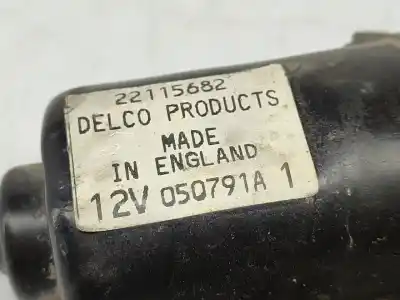 22115682
DELCO PRODUCTS
MADE
IN ENGLAND
12V 050791A 1